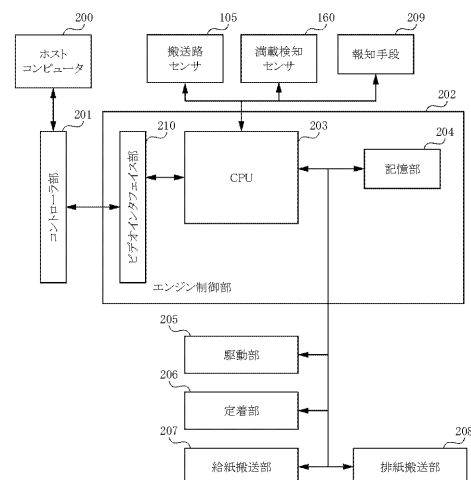 200
ホスト
コンピュータ
105
搬送路
センサ
160
満載検知
センサ
209
報知手段
202
201
コントローラ部
210
ビデオインタフェイス部
203
CPU
204
記憶部
エンジン制御部
205
駆動部
206
定着部
207
給紙搬送部
208
排紙搬送部